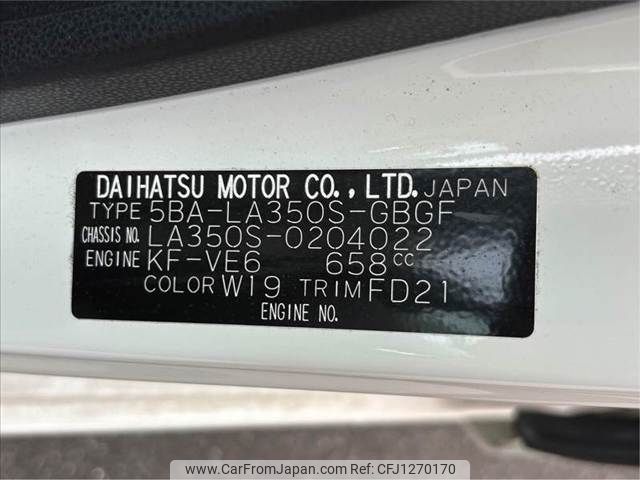 DAIHATSU MOTOR CO., LTD. JAPAN
TYPE 5BA-LA350S-GBGF
CHASSIS NO. LA350S-0204022
ENGINE KF-VE6 658cc
COLOR W19 TRIM FD21
ENGINE NO.
www.CarFromJapan.com - CFJ1270170